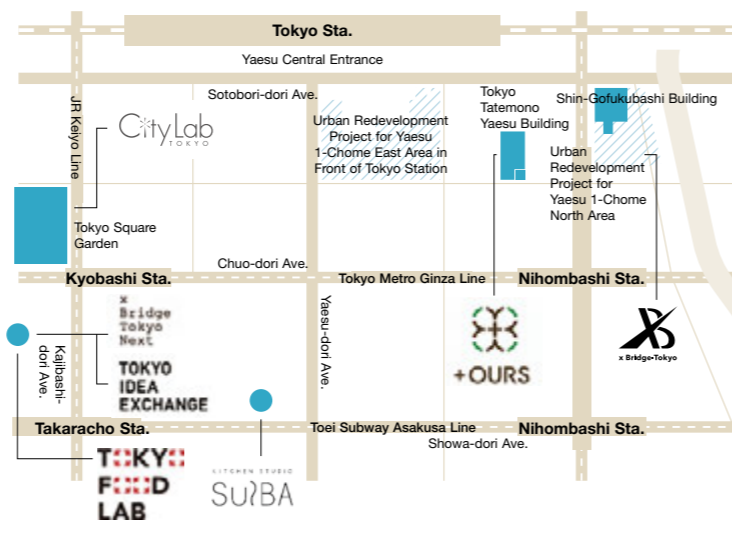 Tokyo Sta.
Yaesu Central Entrance
Sotobori-dori Ave.
JR Keiyo Line
City Lab
TOKYO
Urban Redevelopment
Project for Yaesu
1-Chome East Area in
Front of Tokyo Station
Tokyo
Tatemono
Yaesu Building
Shin-Gofukubashi Building
Urban
Redevelopment
Project for
Yaesu 1-Chome
North Area
Tokyo Square
Garden
Chuo-dori Ave.
Kyobashi Sta.
Tokyo Metro Ginza Line
Nihombashi Sta.
x
Bridge
Tokyo
Next
TOKYO
IDEA
EXCHANGE
Kajibashi-
dori Ave.
Yaesu-dori Ave.
+OURS
XB
x Bridge•Tokyo
Takaracho Sta.
Toei Subway Asakusa Line
Nihombashi Sta.
Showa-dori Ave.
TOKYO
FOOD
LAB
KITCHEN STUDIO
SUIBA